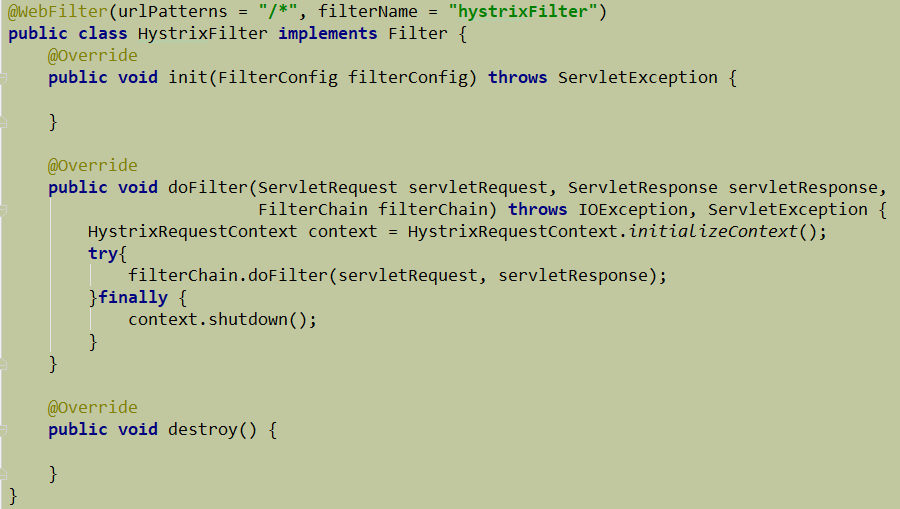 @WebFilter(urlPatterns = "/*", filterName = "hystrixFilter")
public class HystrixFilter implements Filter {
    @Override
    public void init(FilterConfig filterConfig) throws ServletException {
    }
    @Override
    public void doFilter(ServletRequest servletRequest, ServletResponse servletResponse,
                         FilterChain filterChain) throws IOException, ServletException {
        HystrixRequestContext context = HystrixRequestContext.initializeContext();
        try{
            filterChain.doFilter(servletRequest, servletResponse);
        }finally {
            context.shutdown();
        }
    }
    @Override
    public void destroy() {
    }
}